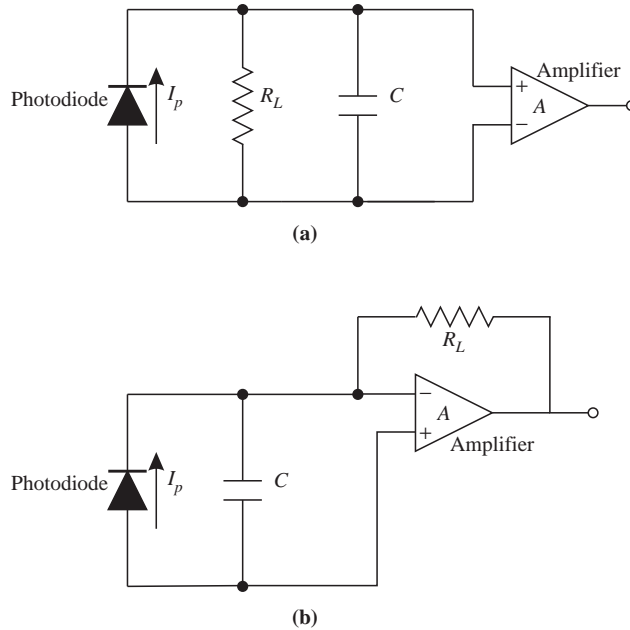 Amplifier
Photodiode
I_p
R_L
C
+
A
−
(a)
R_L
−
A
+
Amplifier
Photodiode
I_p
C
(b)